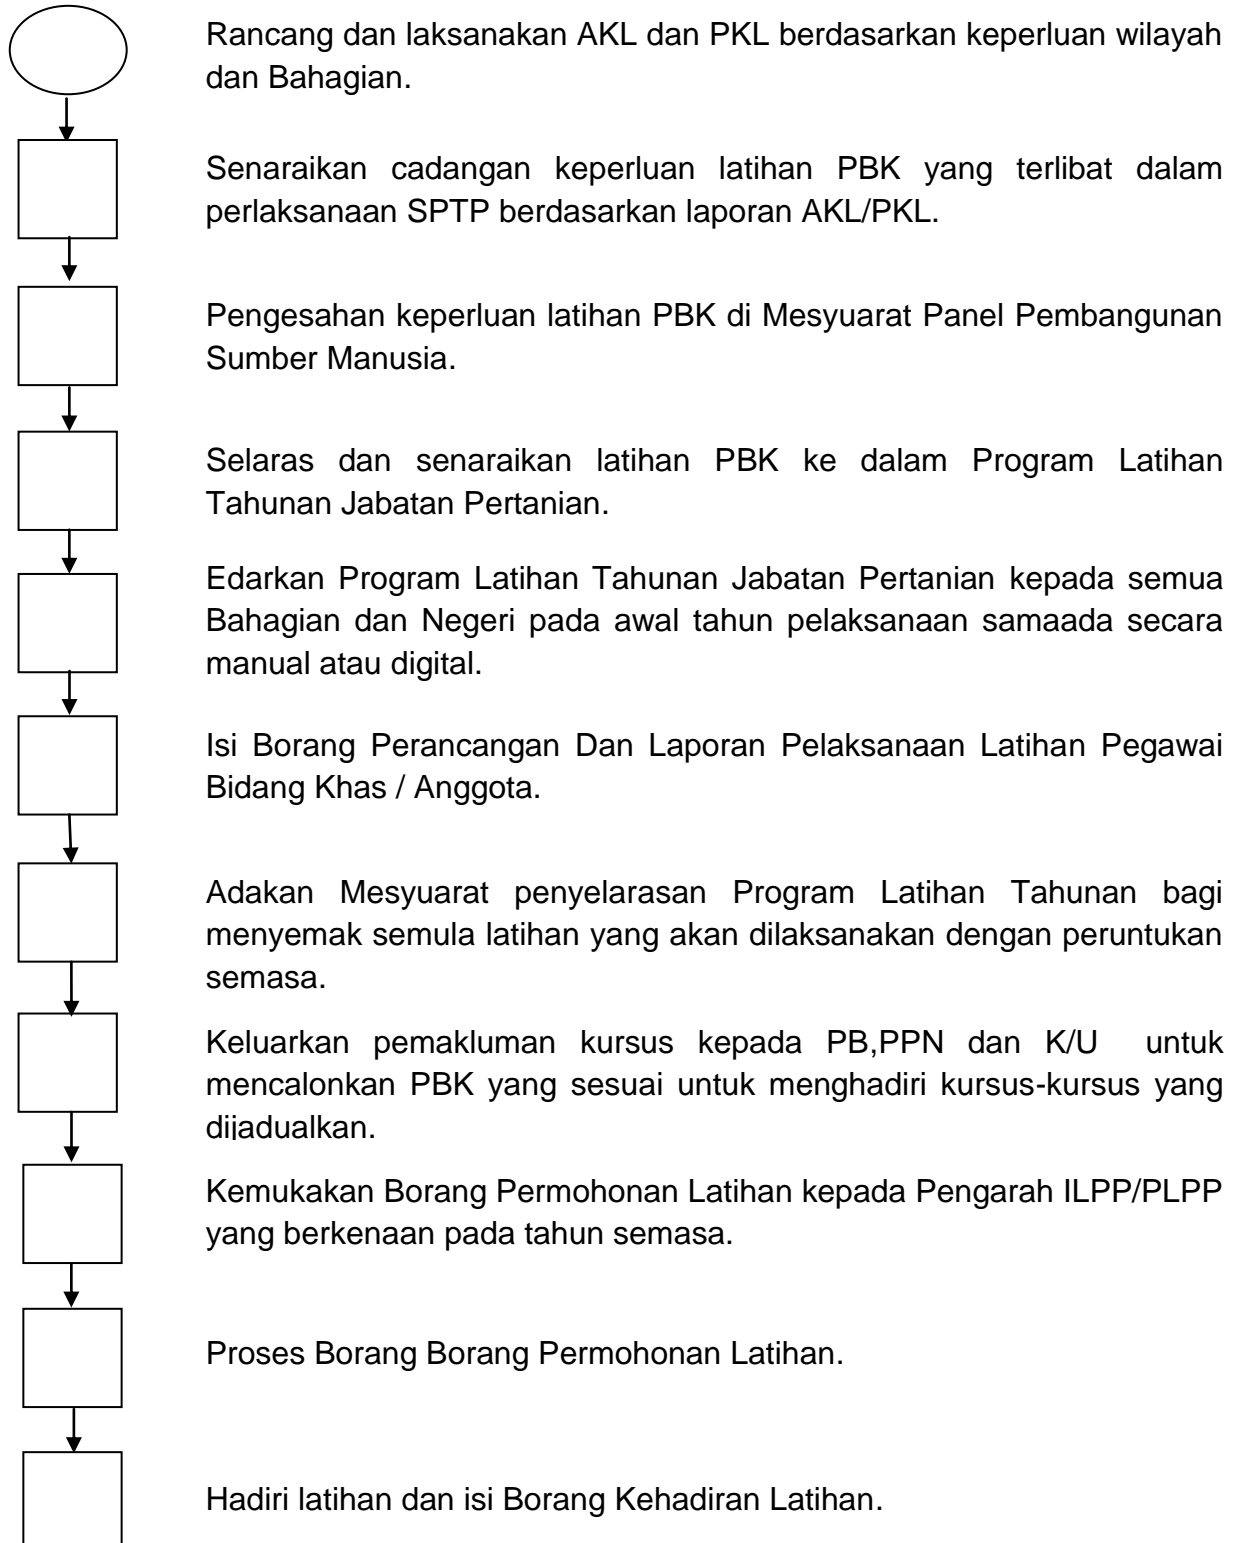 Rancang dan laksanakan AKL dan PKL berdasarkan keperluan wilayah
dan Bahagian.
Senaraikan cadangan keperluan latihan PBK yang terlibat dalam
perlaksanaan SPTP berdasarkan laporan AKL/PKL.
Pengesahan keperluan latihan PBK di Mesyuarat Panel Pembangunan
Sumber Manusia.
Selaras dan senaraikan latihan PBK ke dalam Program Latihan
Tahunan Jabatan Pertanian.
Edarkan Program Latihan Tahunan Jabatan Pertanian kepada semua
Bahagian dan Negeri pada awal tahun pelaksanaan samaada secara
manual atau digital.
Isi Borang Perancangan Dan Laporan Pelaksanaan Latihan Pegawai
Bidang Khas / Anggota.
Adakan Mesyuarat penyelarasan Program Latihan Tahunan bagi
menyemak semula latihan yang akan dilaksanakan dengan peruntukan
semasa.
Keluarkan pemakluman kursus kepada PB,PPN dan K/U untuk
mencalonkan PBK yang sesuai untuk menghadiri kursus-kursus yang
dijadualkan.
Kemukakan Borang Permohonan Latihan kepada Pengarah ILPP/PLPP
yang berkenaan pada tahun semasa.
Proses Borang Borang Permohonan Latihan.
Hadiri latihan dan isi Borang Kehadiran Latihan.